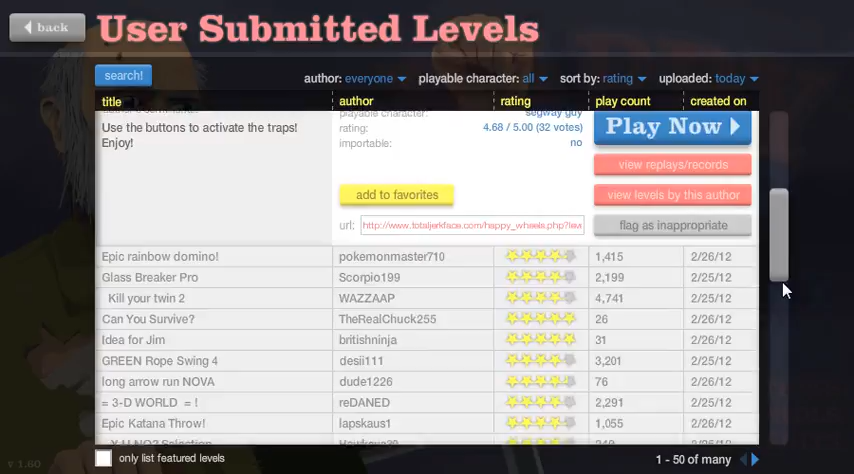 back
User Submitted Levels
search!
author: everyone playable character: all sort by: rating uploaded: today
title author rating play count created on
playable character: segway guy
Use the buttons to activate the traps!
Enjoy!
rating: 4.68 / 5.00 (32 votes)
importable: no
Play Now
view replays/records
add to favorites
view levels by this author
url: http://www.totaljerkface.com/happy_wheels.php?lev
flag as inappropriate
Epic rainbow domino! pokemonmaster710 1,415 2/26/12
Glass Breaker Pro Scorpio199 2,199 2/25/12
Kill your twin 2 WAZZAAP 4,741 2/25/12
Can You Survive? TheRealChuck255 26 2/26/12
Idea for Jim britishninja 31 2/26/12
GREEN Rope Swing 4 desii111 3,201 2/25/12
long arrow run NOVA dude1226 76 2/26/12
= 3-D WORLD = ! reDANED 2,291 2/25/12
Epic Katana Throw! lapskaus1 1,055 2/26/12
only list featured levels
1 - 50 of many
v 1.60